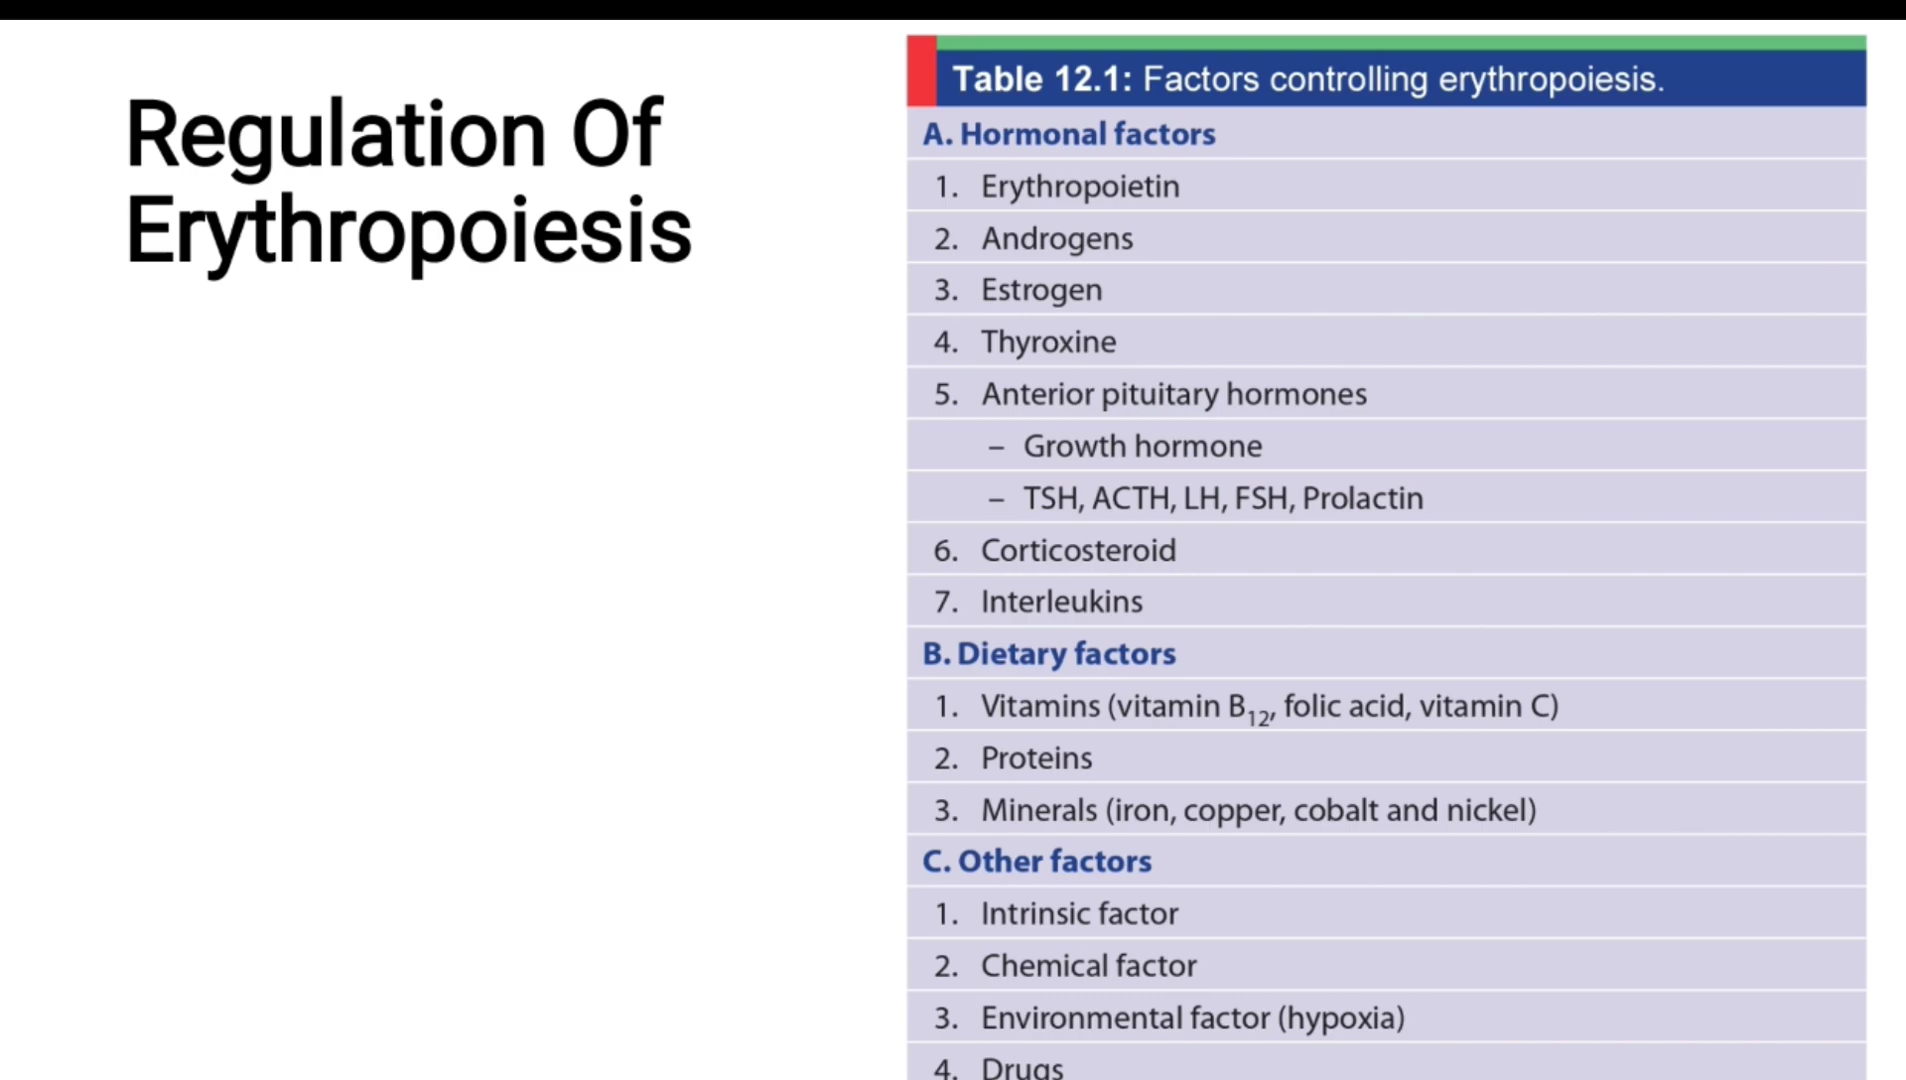 Regulation Of
Erythropoiesis
Table 12.1: Factors controlling erythropoiesis.
A. Hormonal factors
1. Erythropoietin
2. Androgens
3. Estrogen
4. Thyroxine
5. Anterior pituitary hormones
– Growth hormone
– TSH, ACTH, LH, FSH, Prolactin
6. Corticosteroid
7. Interleukins
B. Dietary factors
1. Vitamins (vitamin B₁₂, folic acid, vitamin C)
2. Proteins
3. Minerals (iron, copper, cobalt and nickel)
C. Other factors
1. Intrinsic factor
2. Chemical factor
3. Environmental factor (hypoxia)
4. Drugs